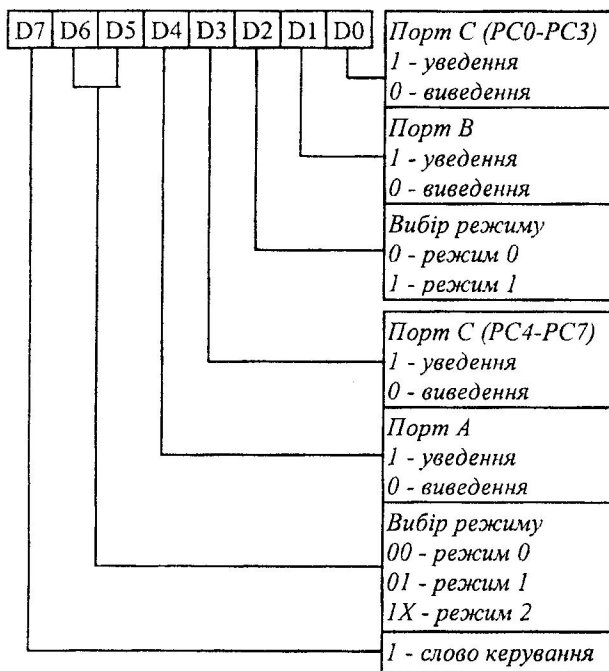 D7 D6 D5 D4 D3 D2 D1 D0
Порт C (PC0-PC3)
1 - уведення
0 - виведення
Порт B
1 - уведення
0 - виведення
Вибір режиму
0 - режим 0
1 - режим 1
Порт C (PC4-PC7)
1 - уведення
0 - виведення
Порт A
1 - уведення
0 - виведення
Вибір режиму
00 - режим 0
01 - режим 1
1X - режим 2
1 - слово керування